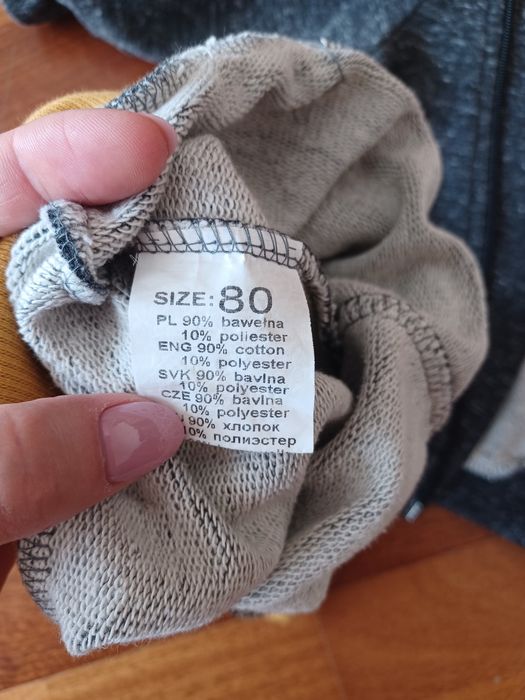 SIZE: 80
PL 90% bawełna
10% poliester
ENG 90% cotton
10% polyester
SVK 90% bavlna
10% polyester
CZE 90% bavlna
10% polyester
90% хлопок
10% полиэстер